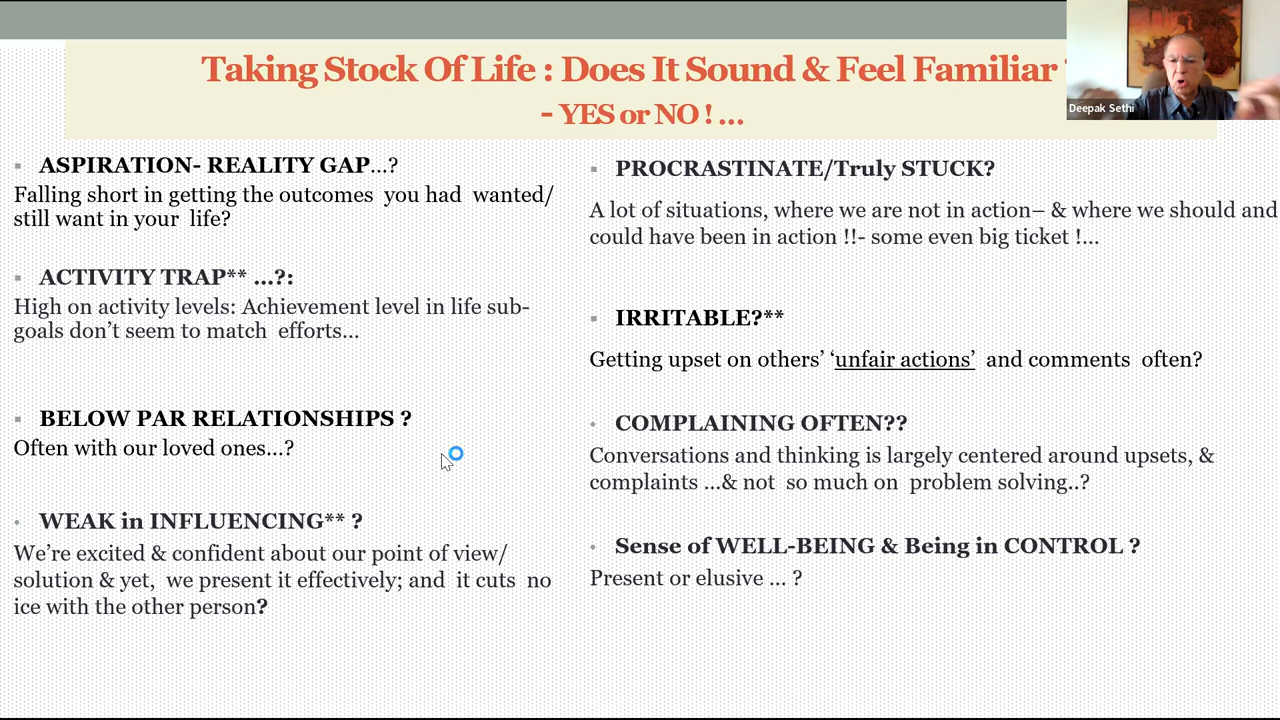 Taking Stock Of Life : Does It Sound & Feel Familiar ?
- YES or NO ! ...
Deepak Sethi
ASPIRATION- REALITY GAP...?
Falling short in getting the outcomes you had wanted/
still want in your life?
ACTIVITY TRAP** ...?:
High on activity levels: Achievement level in life sub-
goals don’t seem to match efforts...
BELOW PAR RELATIONSHIPS ?
Often with our loved ones...?
WEAK in INFLUENCING** ?
We’re excited & confident about our point of view/
solution & yet, we present it effectively; and it cuts no
ice with the other person?
PROCRASTINATE/Truly STUCK?
A lot of situations, where we are not in action– & where we should and
could have been in action !!- some even big ticket !...
IRRITABLE?**
Getting upset on others’ ‘unfair actions’ and comments often?
COMPLAINING OFTEN??
Conversations and thinking is largely centered around upsets, &
complaints ...& not so much on problem solving..?
Sense of WELL-BEING & Being in CONTROL ?
Present or elusive ... ?